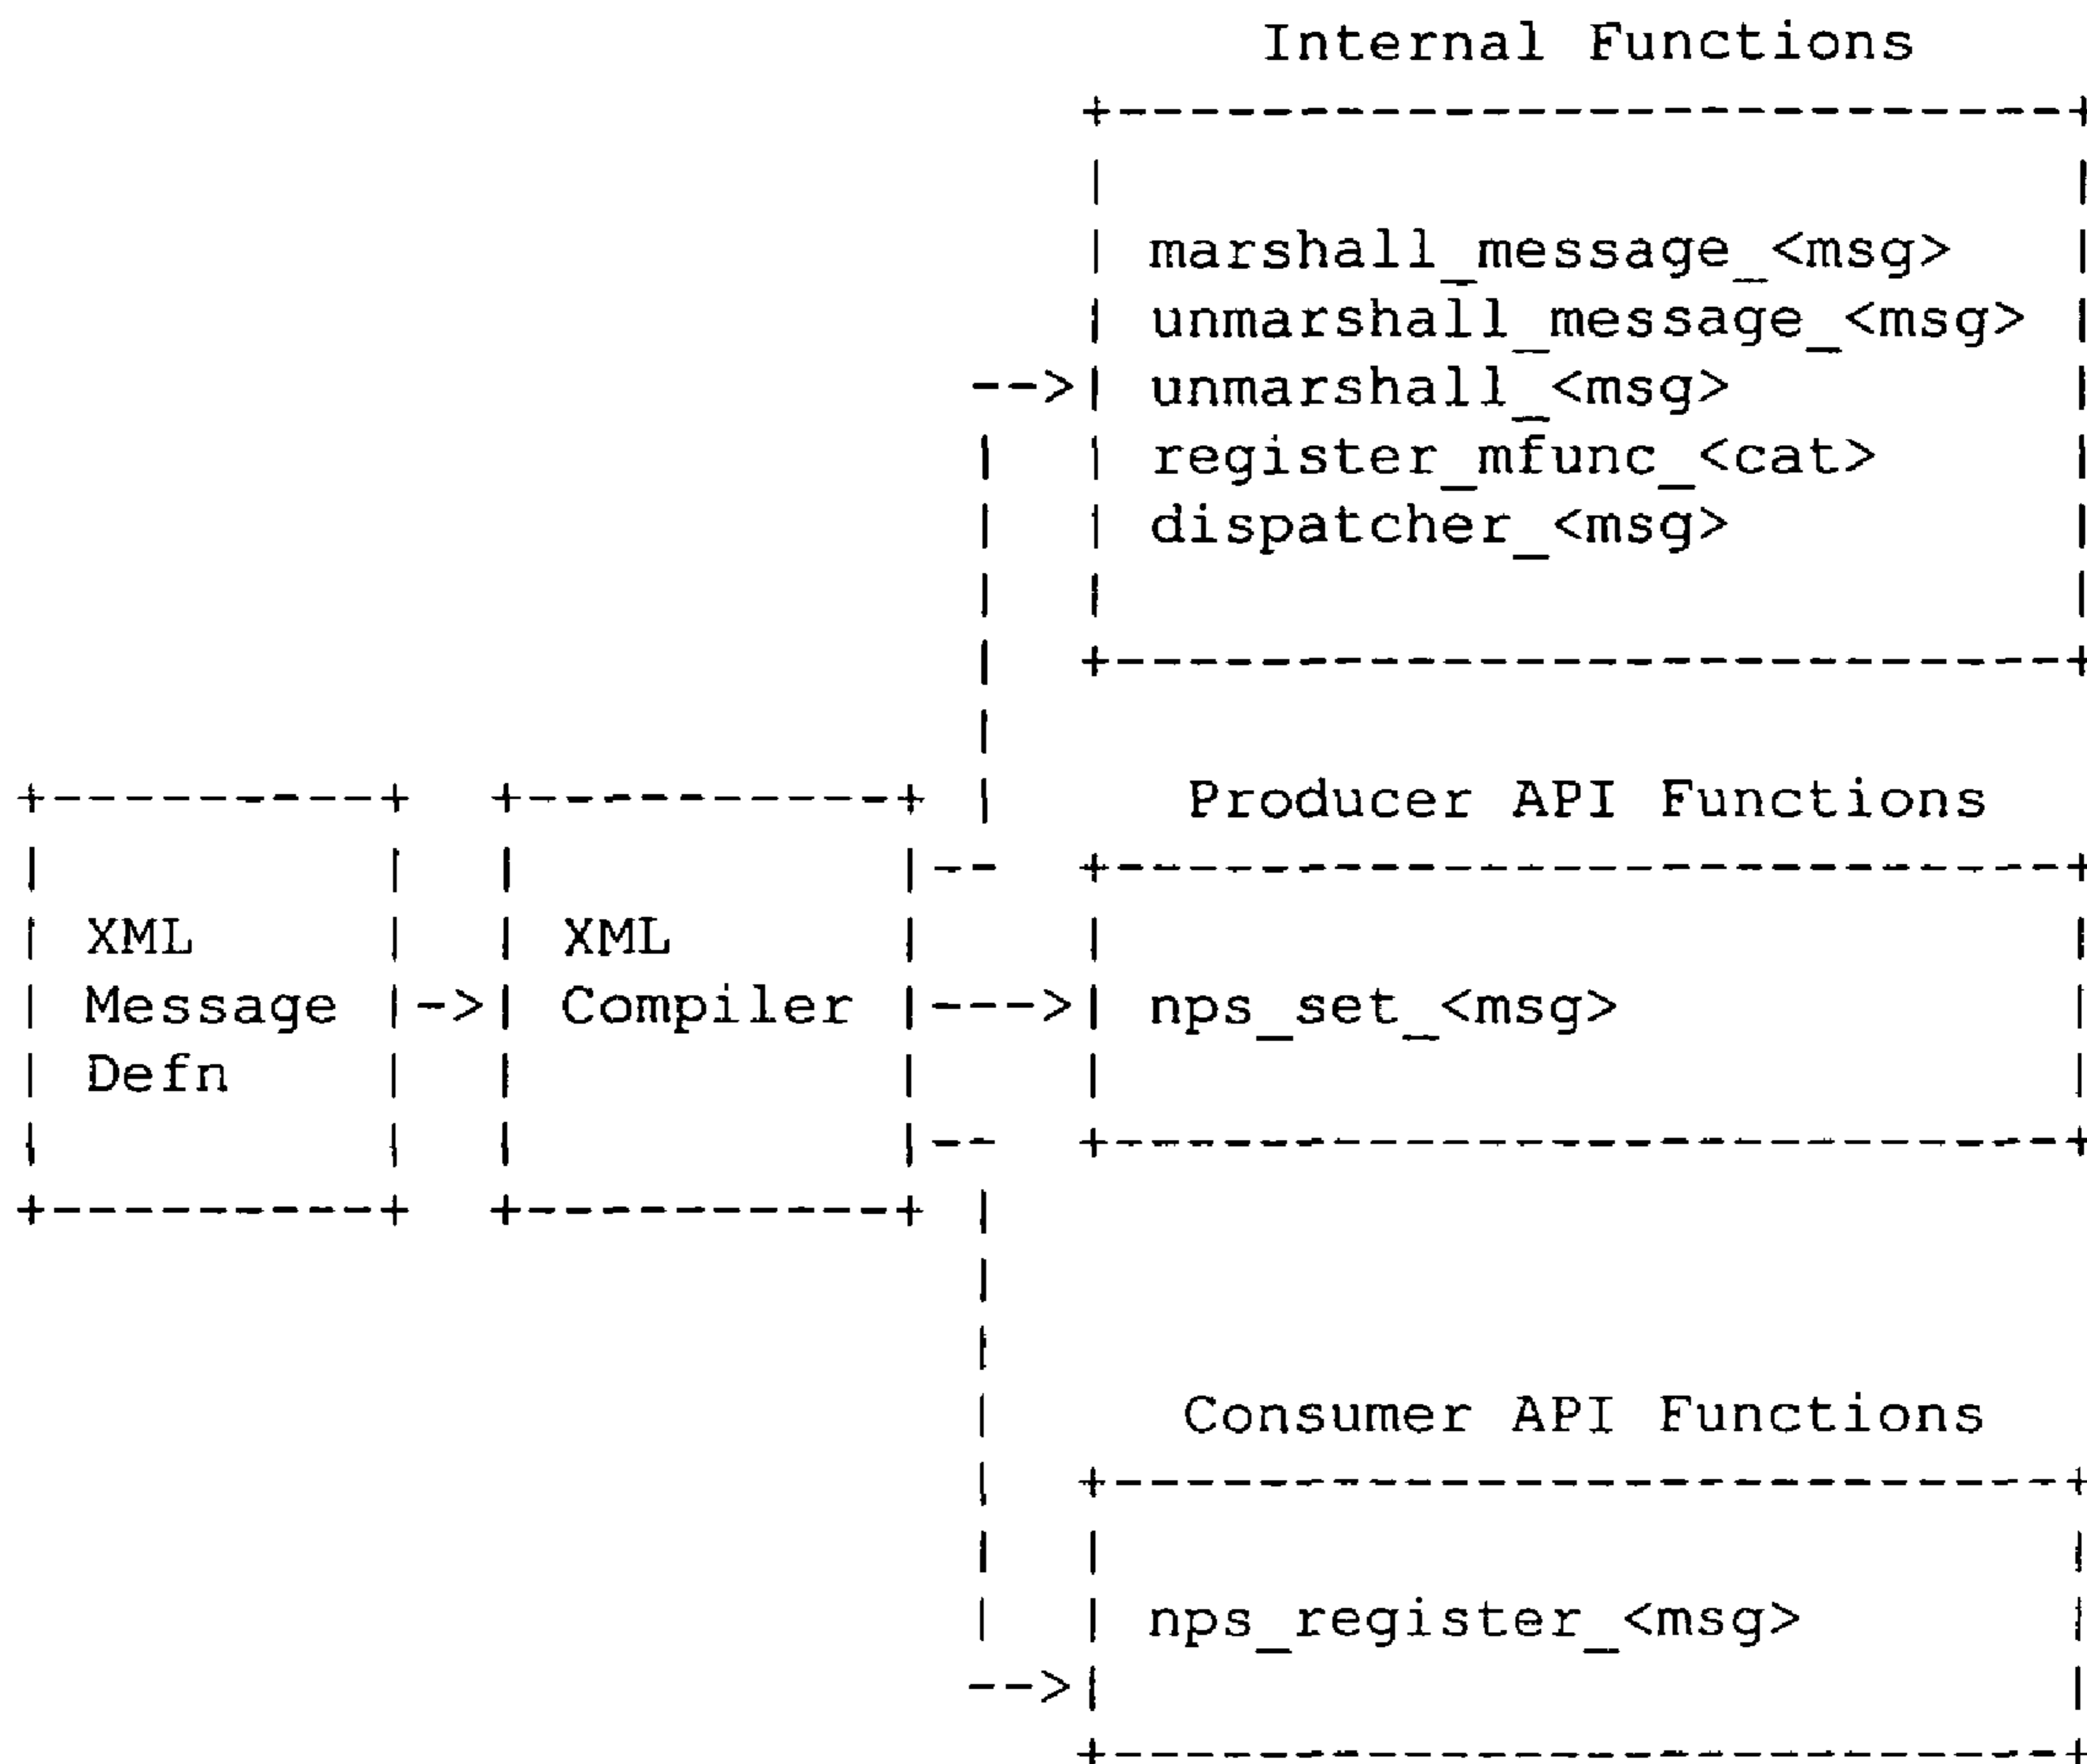 Internal Functions
marshall_message_<msg>
unmarshall_message_<msg>
unmarshall_<msg>
register_mfunc_<cat>
dispatcher_<msg>
XML
Message
Defn
XML
Compiler
Producer API Functions
nps_set_<msg>
Consumer API Functions
nps_register_<msg>